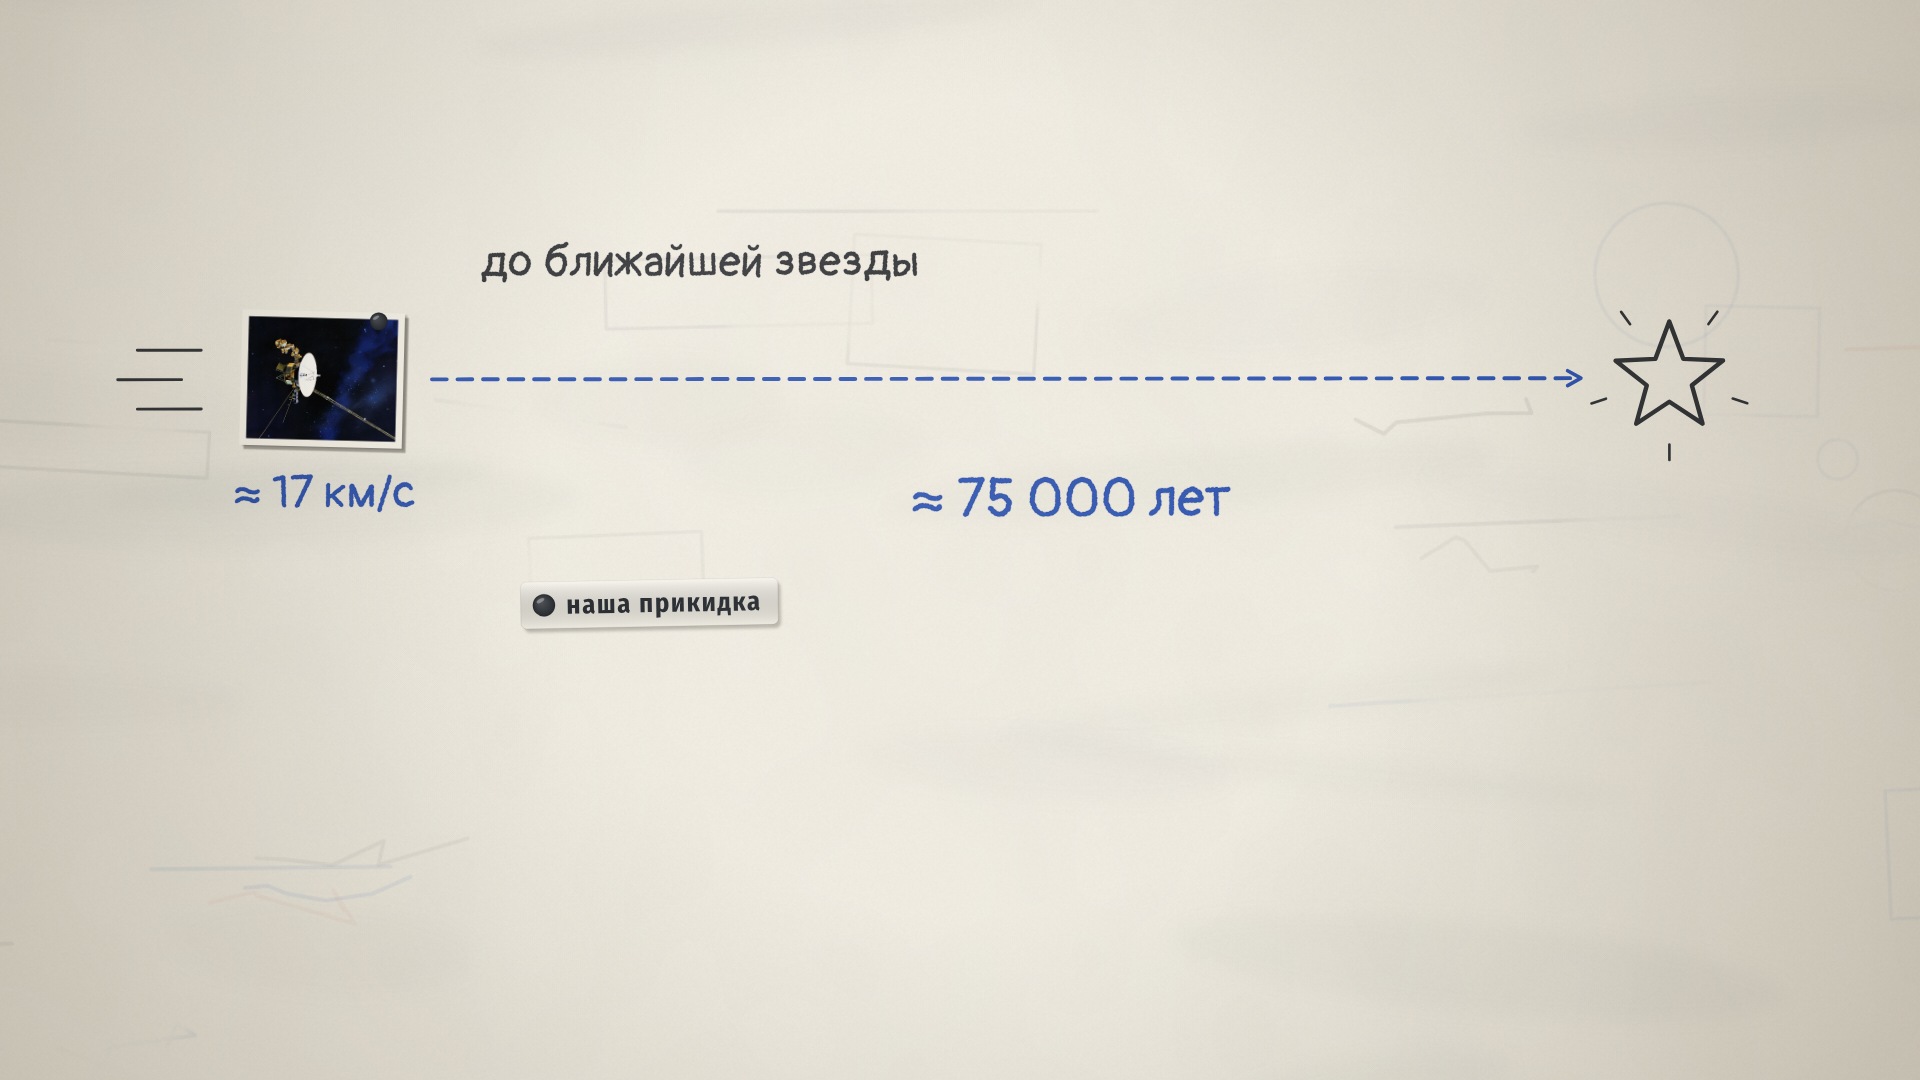 до ближайшей звезды
≈ 17 км/с
≈ 75 000 лет
наша прикидка